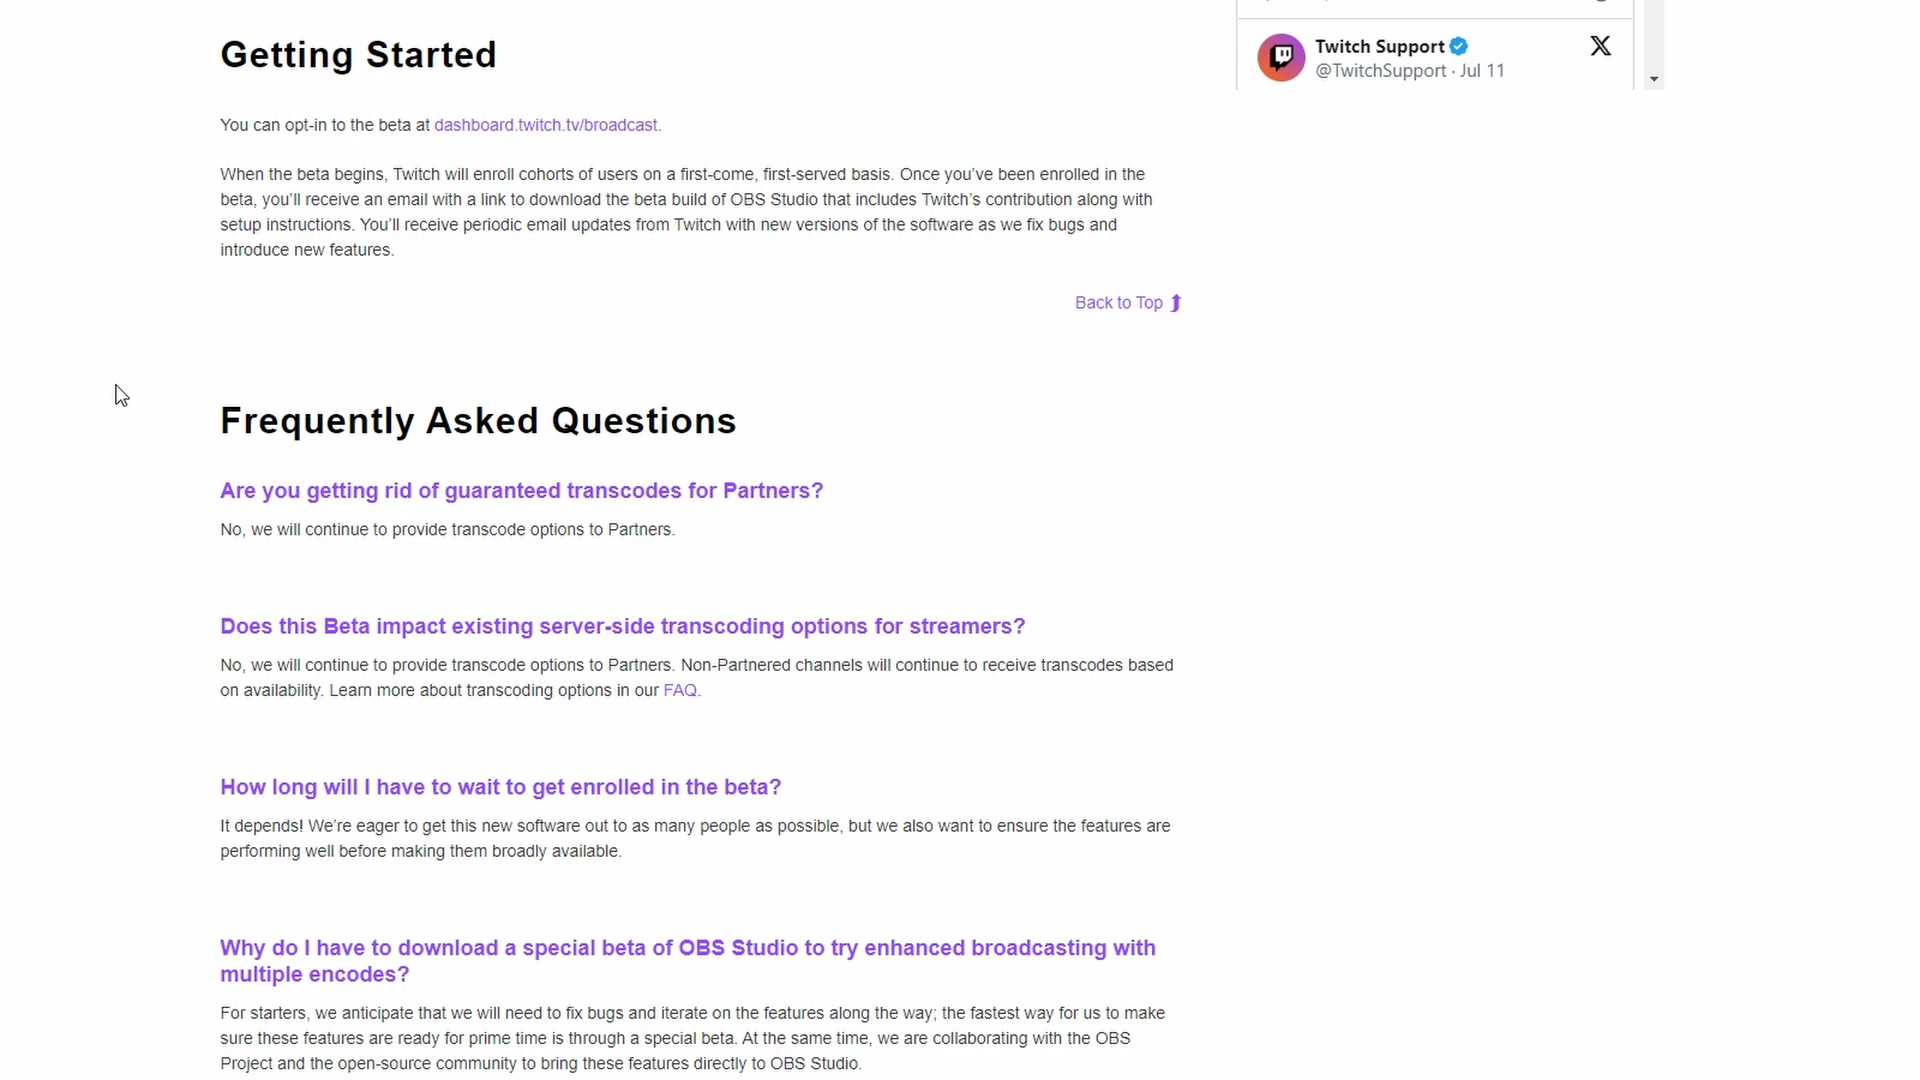 Getting Started
Twitch Support
@TwitchSupport · Jul 11
You can opt-in to the beta at dashboard.twitch.tv/broadcast.
When the beta begins, Twitch will enroll cohorts of users on a first-come, first-served basis. Once you’ve been enrolled in the
beta, you’ll receive an email with a link to download the beta build of OBS Studio that includes Twitch’s contribution along with
setup instructions. You’ll receive periodic email updates from Twitch with new versions of the software as we fix bugs and
introduce new features.
Back to Top
Frequently Asked Questions
Are you getting rid of guaranteed transcodes for Partners?
No, we will continue to provide transcode options to Partners.
Does this Beta impact existing server-side transcoding options for streamers?
No, we will continue to provide transcode options to Partners. Non-Partnered channels will continue to receive transcodes based
on availability. Learn more about transcoding options in our FAQ.
How long will I have to wait to get enrolled in the beta?
It depends! We’re eager to get this new software out to as many people as possible, but we also want to ensure the features are
performing well before making them broadly available.
Why do I have to download a special beta of OBS Studio to try enhanced broadcasting with
multiple encodes?
For starters, we anticipate that we will need to fix bugs and iterate on the features along the way; the fastest way for us to make
sure these features are ready for prime time is through a special beta. At the same time, we are collaborating with the OBS
Project and the open-source community to bring these features directly to OBS Studio.